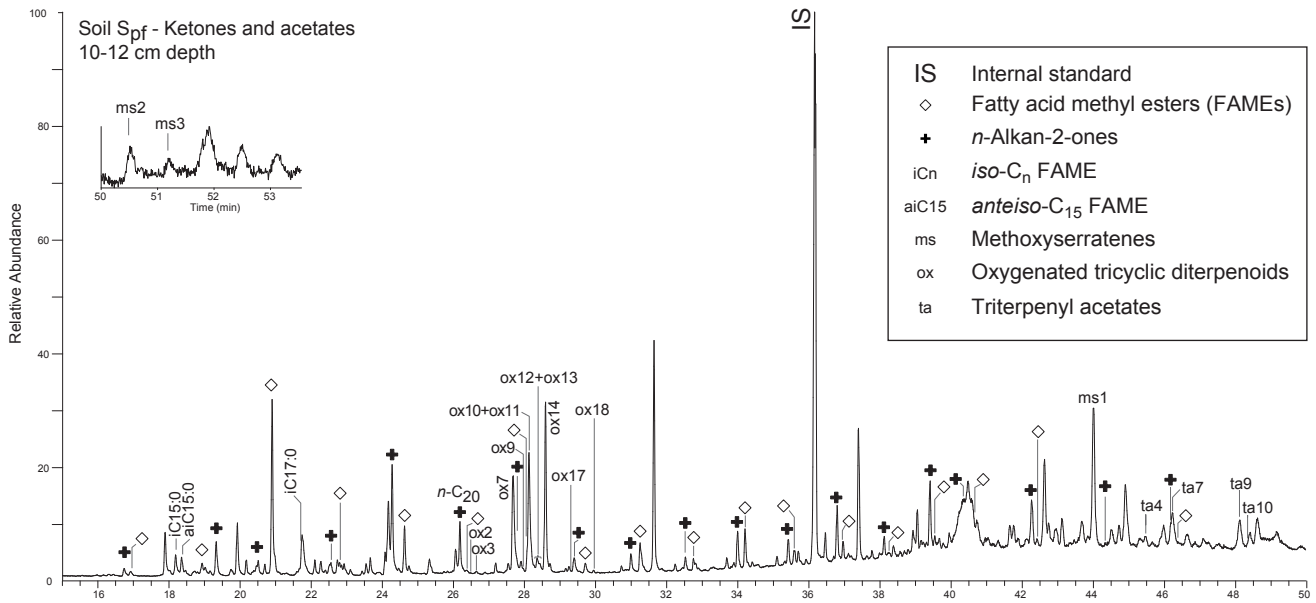 Soil Spf - Ketones and acetates
10-12 cm depth
IS
IS Internal standard
◇ Fatty acid methyl esters (FAMEs)
✚ n-Alkan-2-ones
iCn iso-Cn FAME
aiC15 anteiso-C15 FAME
ms Methoxyserratenes
ox Oxygenated tricyclic diterpenoids
ta Triterpenyl acetates
ms2
ms3
50 51 52 53
Time (min)
Relative Abundance
100
80
60
40
20
0
iC15:0
aiC15:0
iC17:0
n-C20
ox2
ox3
ox7
ox9
ox10+ox11
ox12+ox13
ox14
ox17
ox18
ms1
ta4
ta7
ta9
ta10
16 18 20 22 24 26 28 30 32 34 36 38 40 42 44 46 48 50